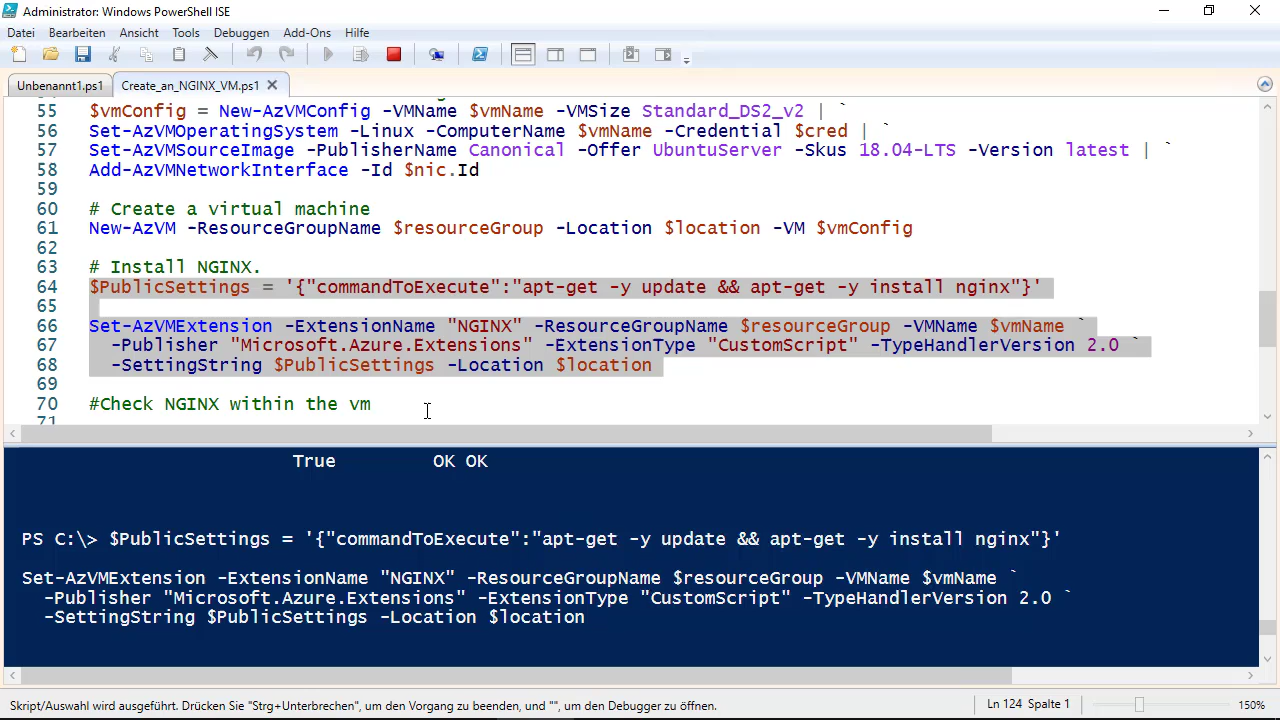 Administrator: Windows PowerShell ISE
Datei Bearbeiten Ansicht Tools Debuggen Add-Ons Hilfe
Unbenannt1.ps1 Create_an_NGINX_VM.ps1
55 $vmConfig = New-AzVMConfig -VMName $vmName -VMSize Standard_DS2_v2 | `
56 Set-AzVMOperatingSystem -Linux -ComputerName $vmName -Credential $cred | `
57 Set-AzVMSourceImage -PublisherName Canonical -Offer UbuntuServer -Skus 18.04-LTS -Version latest | `
58 Add-AzVMNetworkInterface -Id $nic.Id
59
60 # Create a virtual machine
61 New-AzVM -ResourceGroupName $resourceGroup -Location $location -VM $vmConfig
62
63 # Install NGINX.
64 $PublicSettings = '{"commandToExecute":"apt-get -y update && apt-get -y install nginx"}'
65
66 Set-AzVMExtension -ExtensionName "NGINX" -ResourceGroupName $resourceGroup -VMName $vmName `
67 -Publisher "Microsoft.Azure.Extensions" -ExtensionType "CustomScript" -TypeHandlerVersion 2.0 `
68 -SettingString $PublicSettings -Location $location
69
70 #Check NGINX within the vm
71
True OK OK
PS C:\> $PublicSettings = '{"commandToExecute":"apt-get -y update && apt-get -y install nginx"}'
Set-AzVMExtension -ExtensionName "NGINX" -ResourceGroupName $resourceGroup -VMName $vmName `
-Publisher "Microsoft.Azure.Extensions" -ExtensionType "CustomScript" -TypeHandlerVersion 2.0 `
-SettingString $PublicSettings -Location $location
Skript/Auswahl wird ausgeführt. Drücken Sie "Strg+Unterbrechen", um den Vorgang zu beenden, und "", um den Debugger zu öffnen. Ln 124 Spalte 1 150%